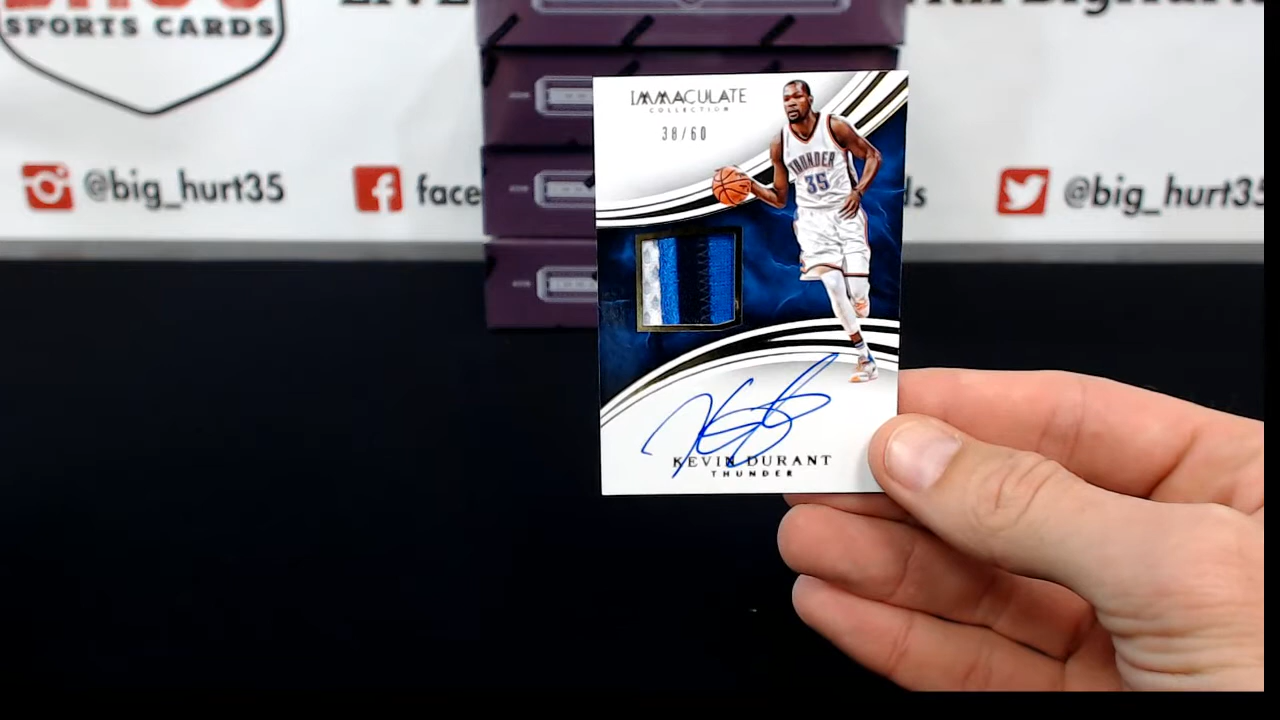 SPORTS CARDS
@big_hurt35
face
ds
@big_hurt35
IMMACULATE
COLLECTION
38/60
THUNDER
35
KEVIN DURANT
THUNDER